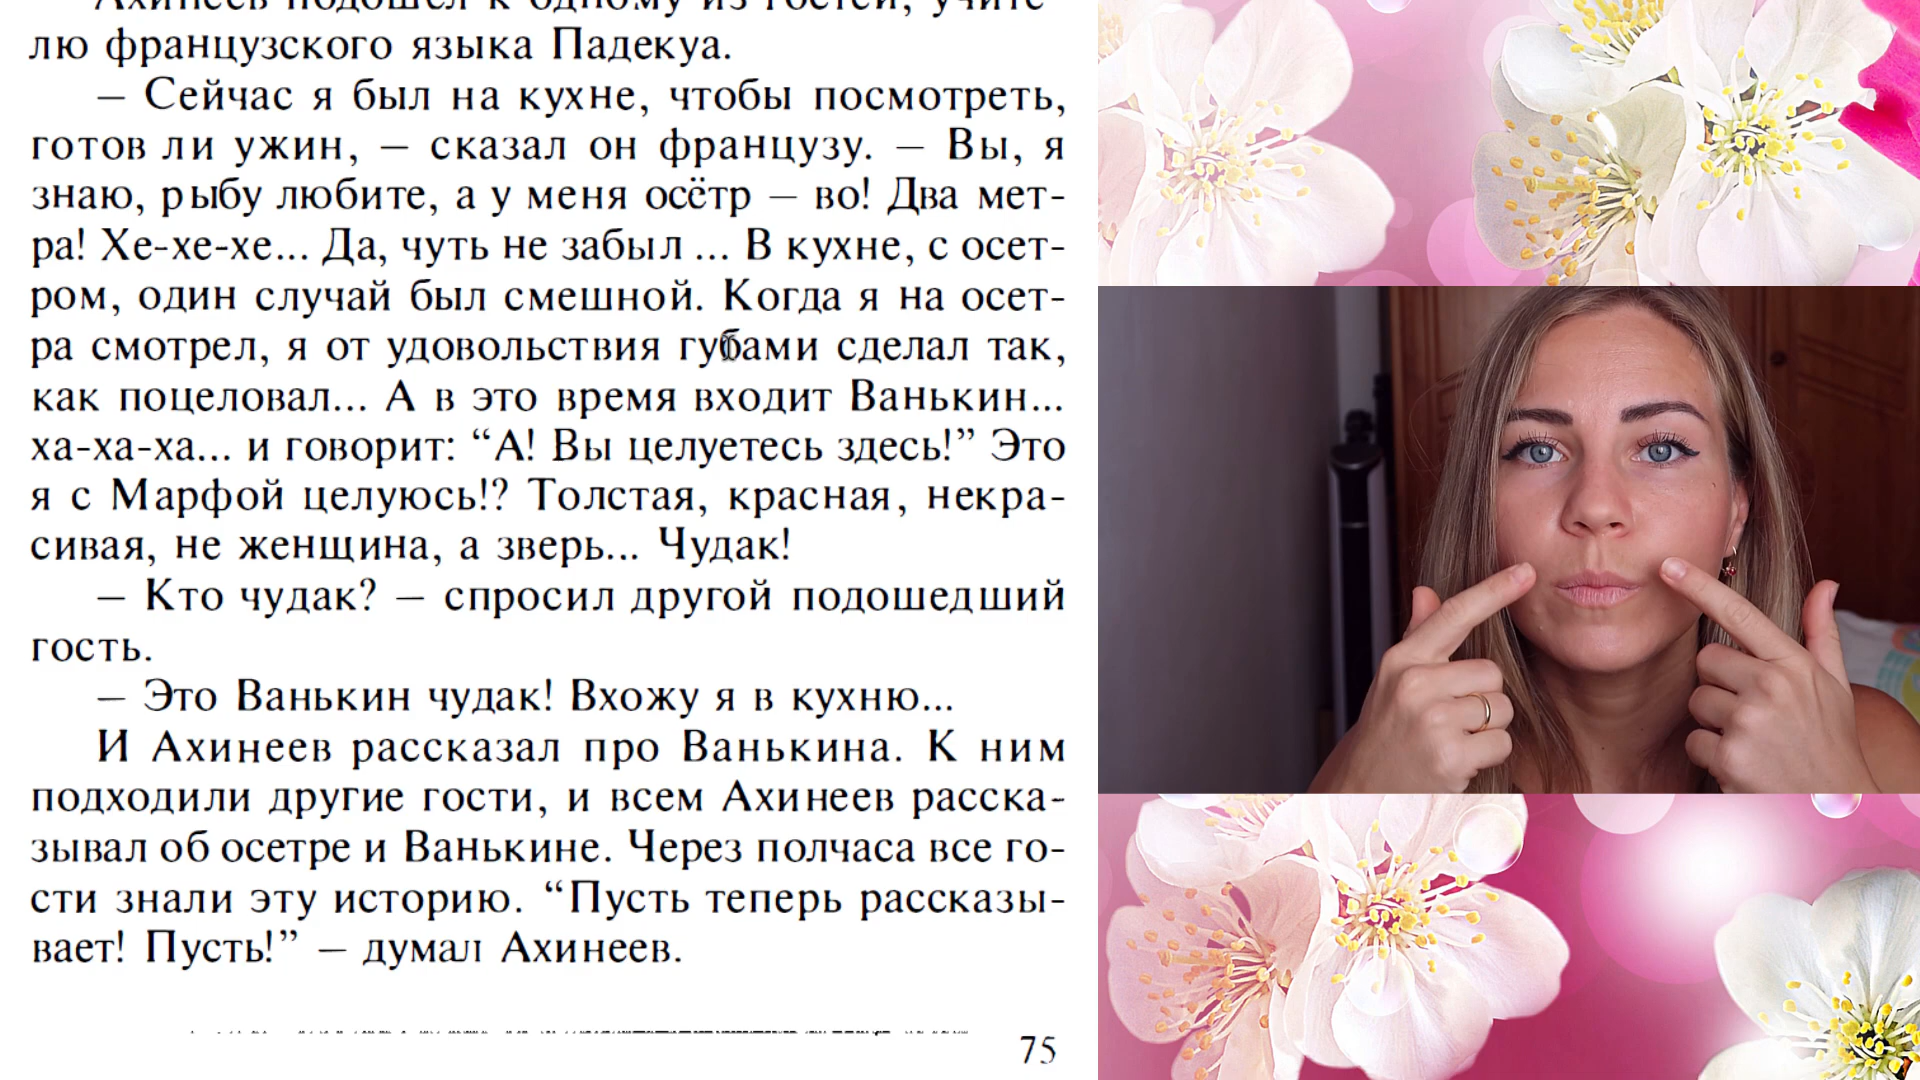 Ахинеев подошёл к одному из гостей, учите-
лю французского языка Падекуа.
— Сейчас я был на кухне, чтобы посмотреть,
готов ли ужин, — сказал он французу. — Вы, я
знаю, рыбу любите, а у меня осётр — во! Два мет-
ра! Хе-хе-хе... Да, чуть не забыл ... В кухне, с осет-
ром, один случай был смешной. Когда я на осет-
ра смотрел, я от удовольствия губами сделал так,
как поцеловал... А в это время входит Ванькин...
ха-ха-ха... и говорит: “А! Вы целуетесь здесь!” Это
я с Марфой целуюсь!? Толстая, красная, некра-
сивая, не женщина, а зверь... Чудак!
— Кто чудак? — спросил другой подошедший
гость.
— Это Ванькин чудак! Вхожу я в кухню...
И Ахинеев рассказал про Ванькина. К ним
подходили другие гости, и всем Ахинеев расска-
зывал об осетре и Ванькине. Через полчаса все го-
сти знали эту историю. “Пусть теперь рассказы-
вает! Пусть!” — думал Ахинеев.
75